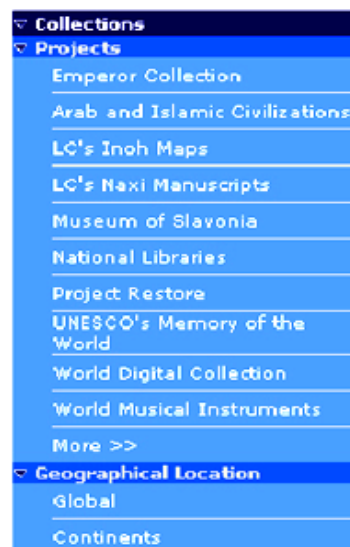 Collections
Projects
Emperor Collection
Arab and Islamic Civilizations
LC's Inoh Maps
LC's Naxi Manuscripts
Museum of Slavonia
National Libraries
Project Restore
UNESCO's Memory of the
World
World Digital Collection
World Musical Instruments
More >>
Geographical Location
Global
Continents